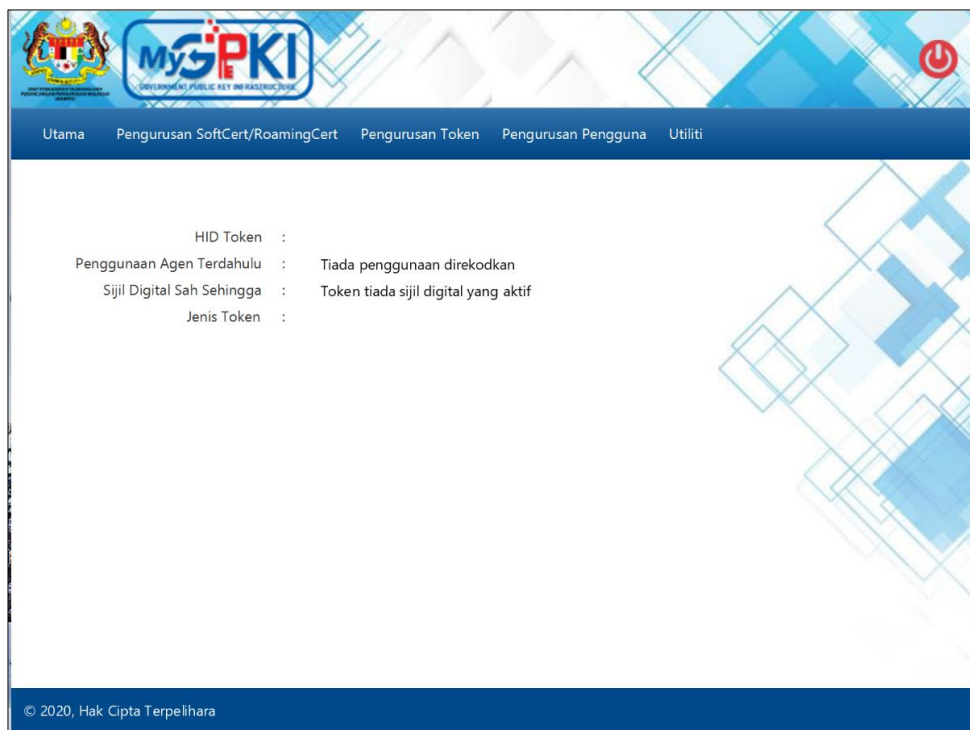 MyGPKI
GOVERNMENT PUBLIC KEY INFRASTRUCTURE
Utama Pengurusan SoftCert/RoamingCert Pengurusan Token Pengurusan Pengguna Utiliti
HID Token :
Penggunaan Agen Terdahulu : Tiada penggunaan direkodkan
Sijil Digital Sah Sehingga : Token tiada sijil digital yang aktif
Jenis Token :
© 2020, Hak Cipta Terpelihara